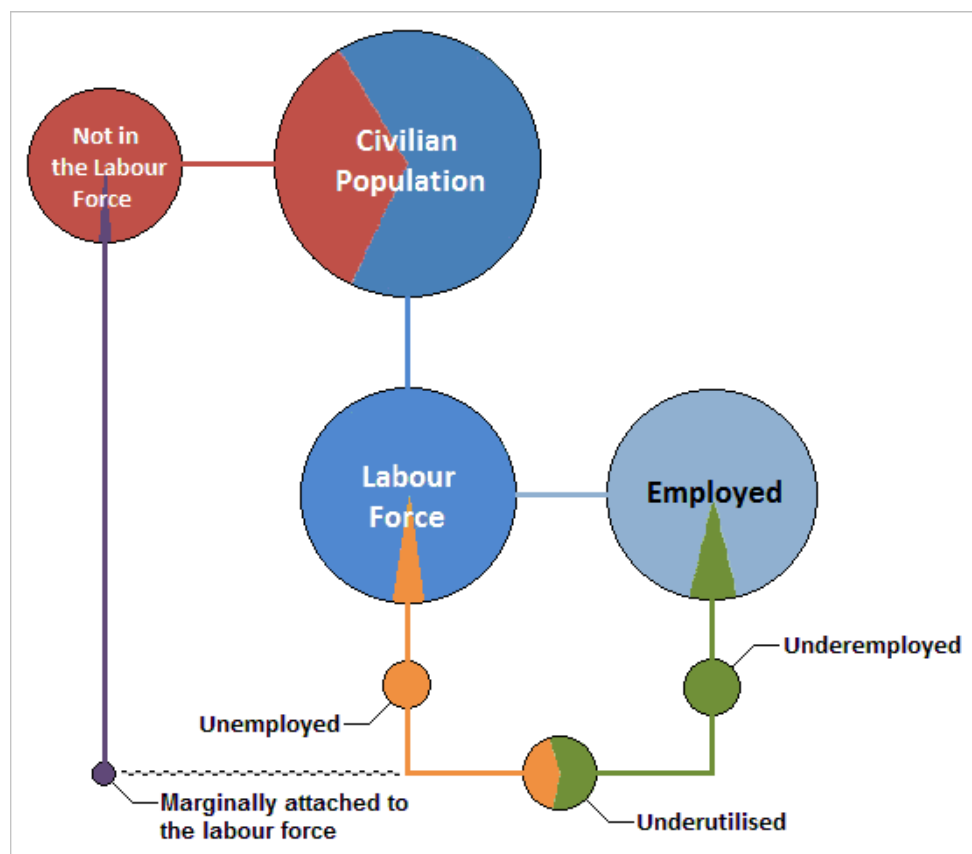 Civilian
Population
Not in
the Labour
Force
Labour
Force
Employed
Underemployed
Unemployed
Marginally attached to
the labour force
Underutilised